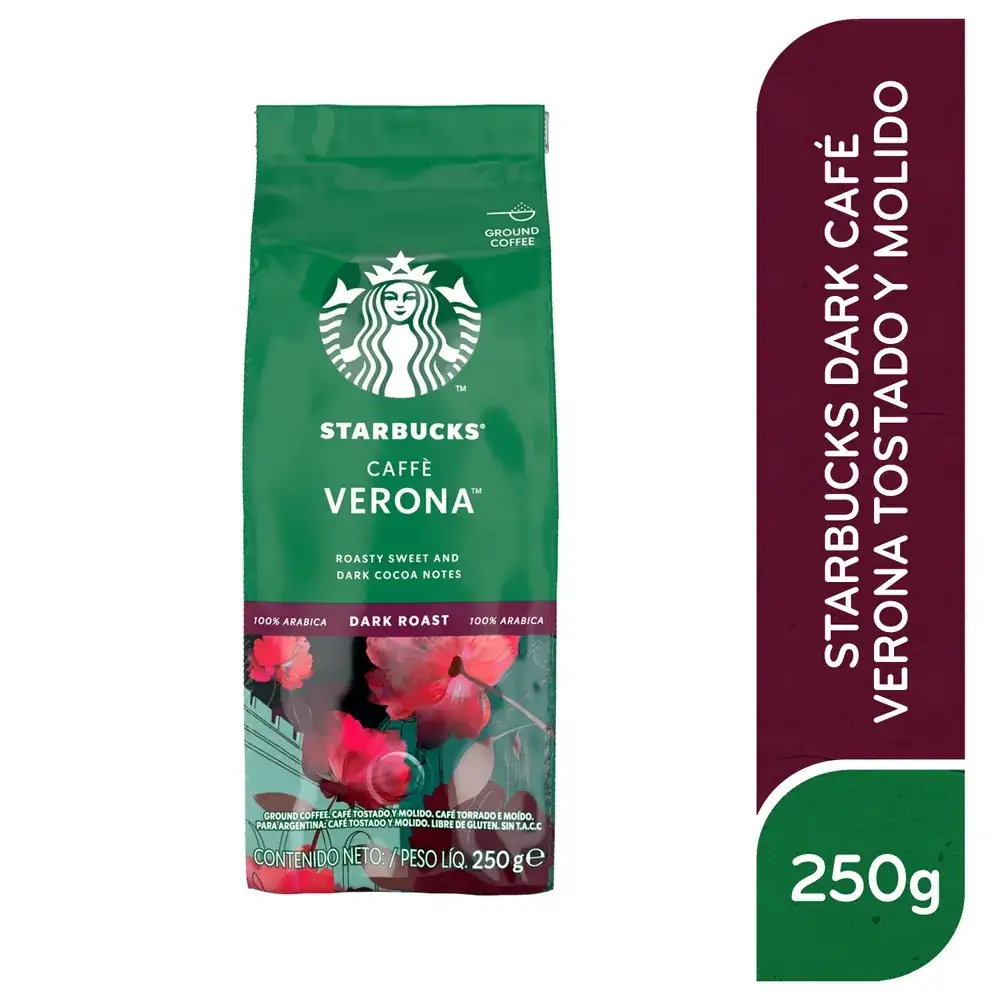 GROUND
COFFEE
TM
STARBUCKS®
CAFFÈ
VERONA™
ROASTY SWEET AND
DARK COCOA NOTES
100% ARABICA DARK ROAST 100% ARABICA
GROUND COFFEE. CAFÉ TOSTADO Y MOLIDO. CAFÉ TORRADO E MOÍDO.
PARA ARGENTINA: CAFÉ TOSTADO Y MOLIDO. LIBRE DE GLUTEN. SIN T.A.C.C
CONTENIDO NETO: / PESO LÍQ. 250 g ℮
STARBUCKS DARK CAFÉ
VERONA TOSTADO Y MOLIDO
250g